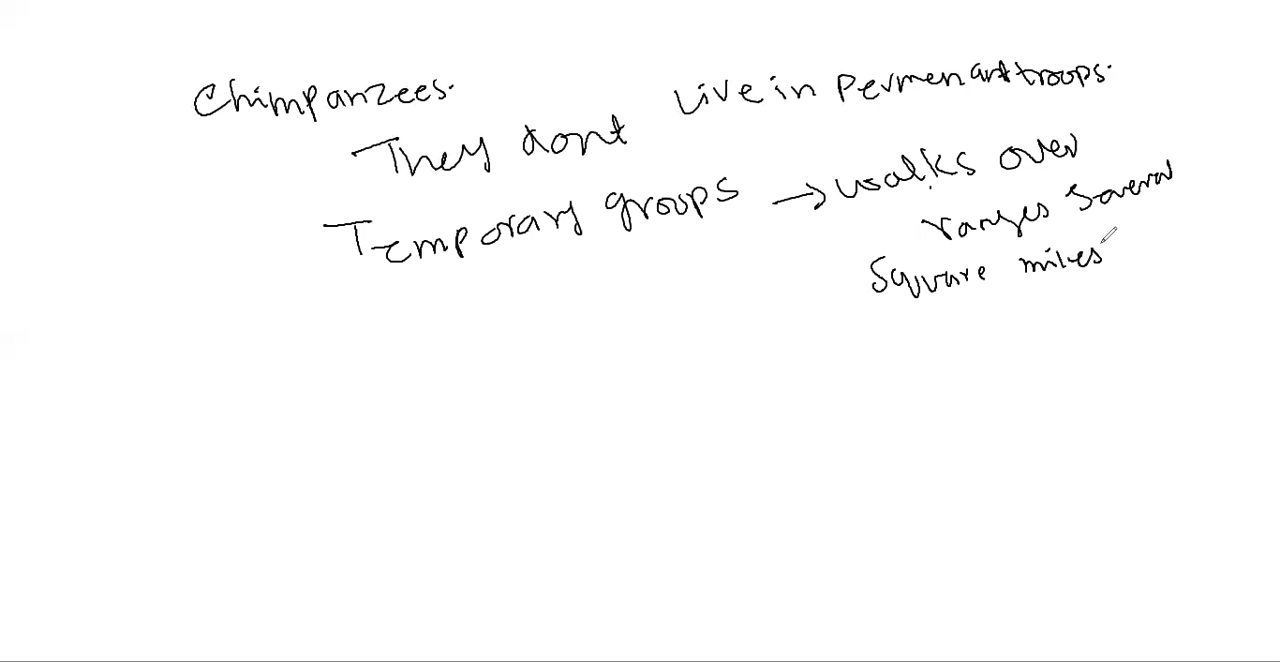 Chimpanzees.
They dont live in permenant troops.
Temporary groups → walks over
ranges several
square miles